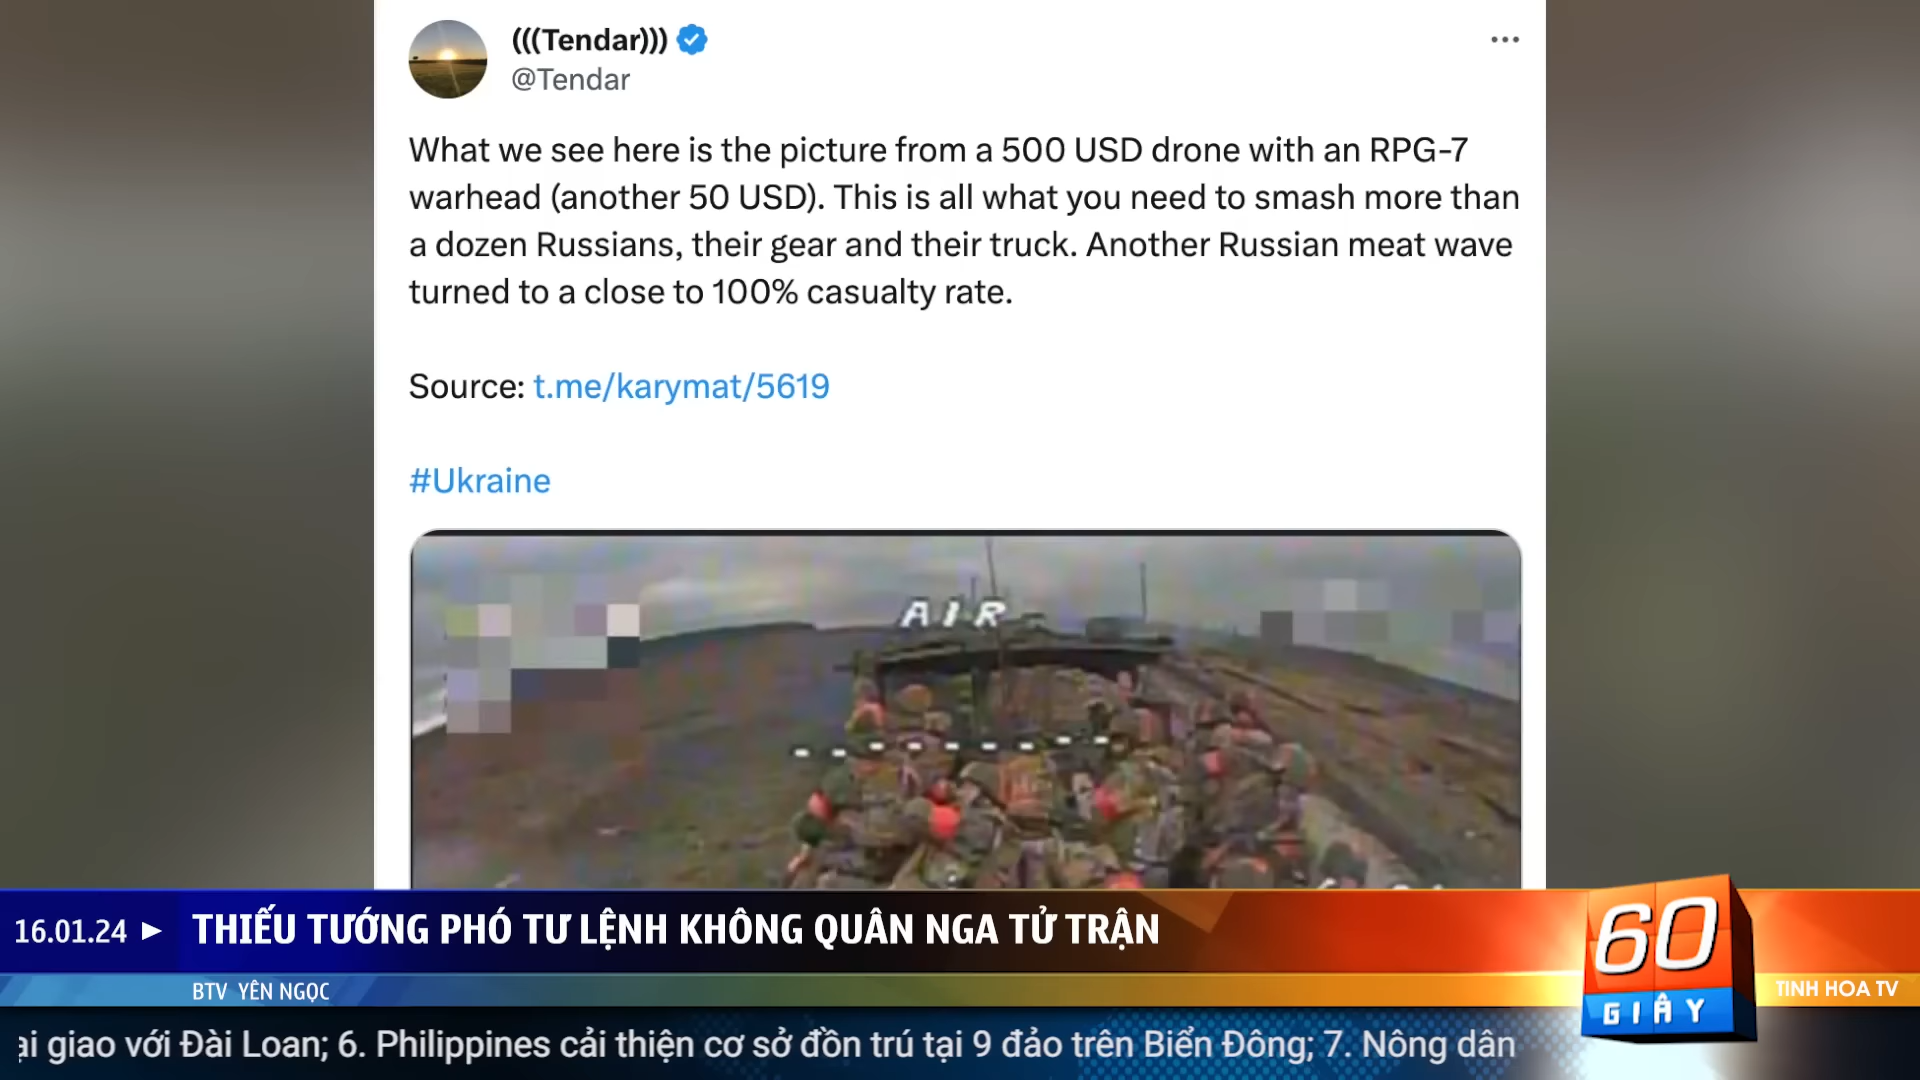 (((Tendar)))
@Tendar
What we see here is the picture from a 500 USD drone with an RPG-7
warhead (another 50 USD). This is all what you need to smash more than
a dozen Russians, their gear and their truck. Another Russian meat wave
turned to a close to 100% casualty rate.
Source: t.me/karymat/5619
#Ukraine
AIR
16.01.24
THIẾU TƯỚNG PHÓ TƯ LỆNH KHÔNG QUÂN NGA TỬ TRẬN
60
GIÂY
BTV YÊN NGỌC
TINH HOA TV
giao với Đài Loan; 6. Philippines cải thiện cơ sở đồn trú tại 9 đảo trên Biển Đông; 7. Nông dân